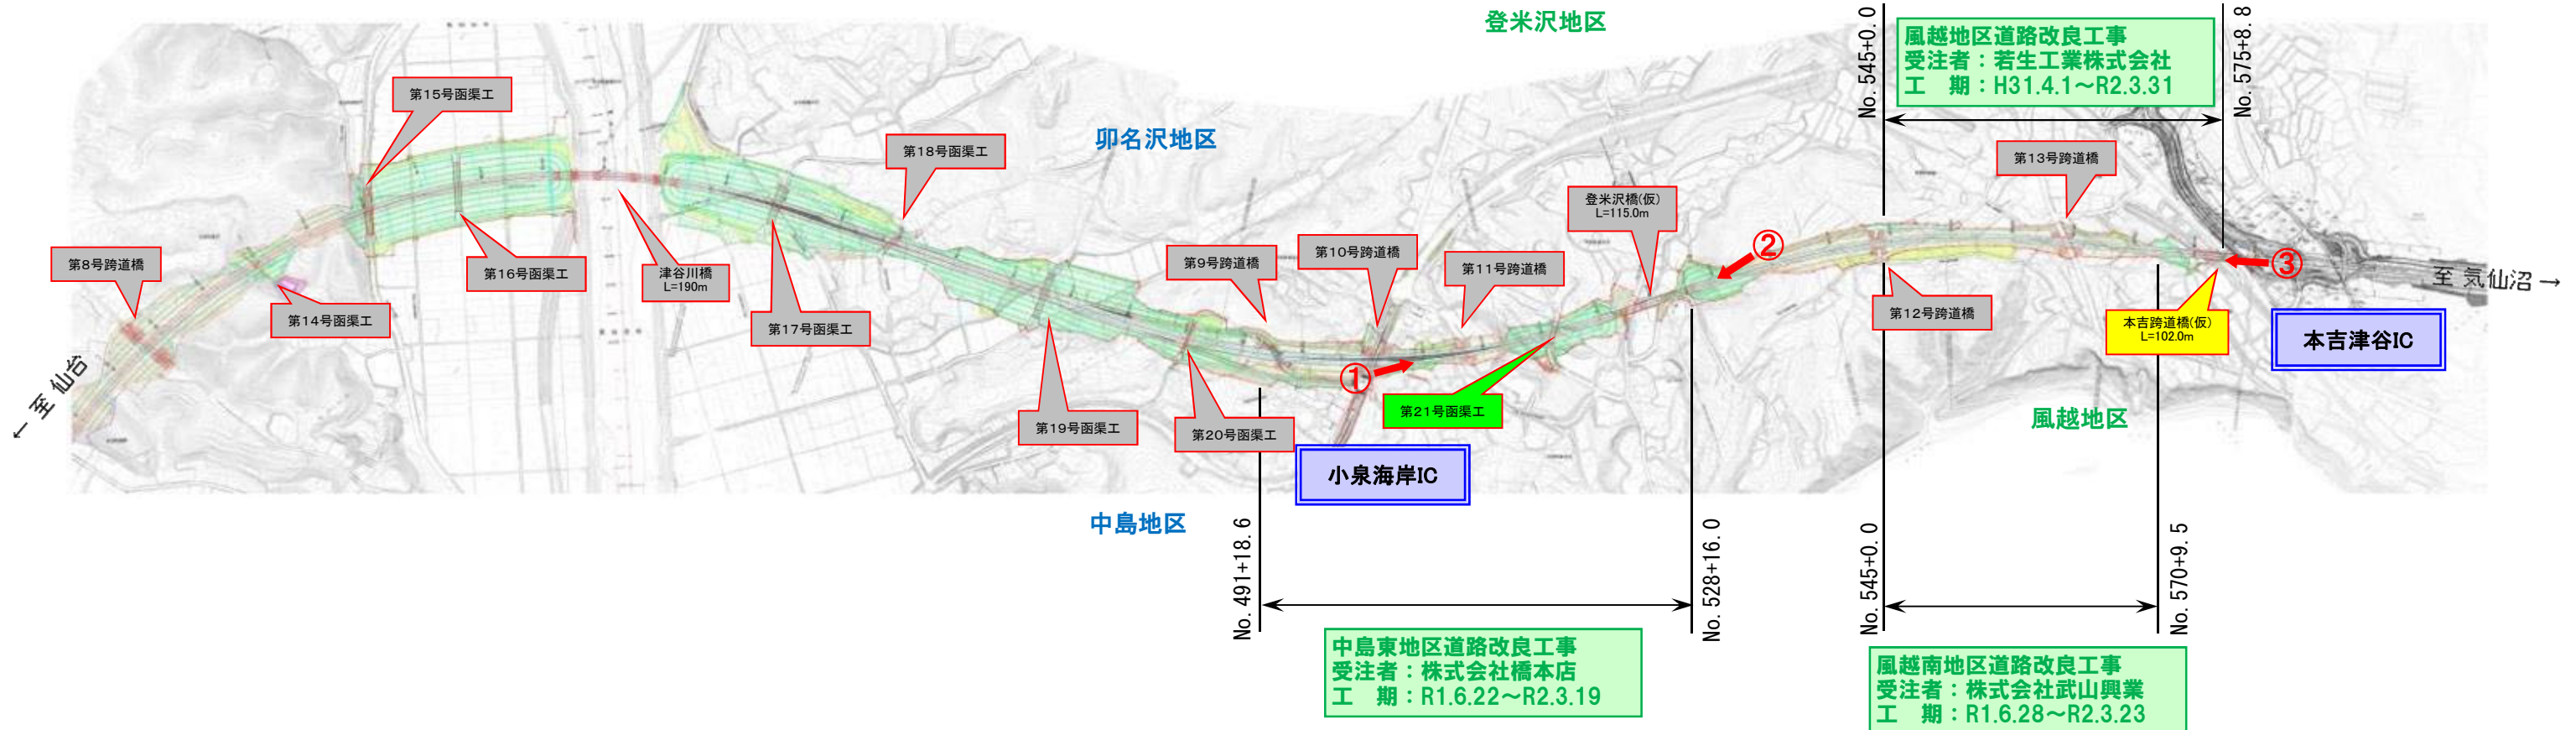 登米沢地区
No. 545+0. 0
風越地区道路改良工事
受注者：若生工業株式会社
工　期：H31.4.1～R2.3.31
No. 575+8. 8
第15号函渠工
卯名沢地区
第18号函渠工
第13号跨道橋
登米沢橋(仮)
L=115.0m
第8号跨道橋
第16号函渠工
津谷川橋
L=190m
第9号跨道橋
第10号跨道橋
第11号跨道橋
②
③
至 気仙沼 →
第14号函渠工
第17号函渠工
第12号跨道橋
本吉跨道橋(仮)
L=102.0m
本吉津谷IC
← 至 仙台
①
第21号函渠工
第19号函渠工
第20号函渠工
風越地区
小泉海岸IC
中島地区
No. 491+18. 6
No. 528+16. 0
No. 545+0. 0
No. 570+9. 5
中島東地区道路改良工事
受注者：株式会社橋本店
工　期：R1.6.22～R2.3.19
風越南地区道路改良工事
受注者：株式会社武山興業
工　期：R1.6.28～R2.3.23